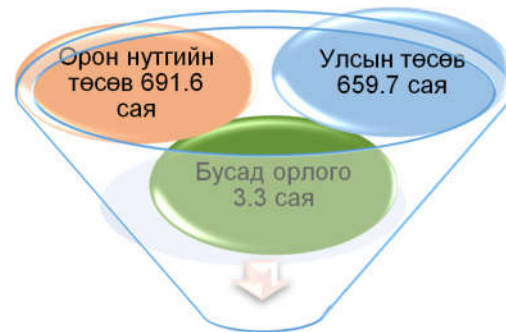 Орон нутгийн
төсөв 691.6
сая
Улсын төсөв
659.7 сая
Бусад орлого
3.3 сая